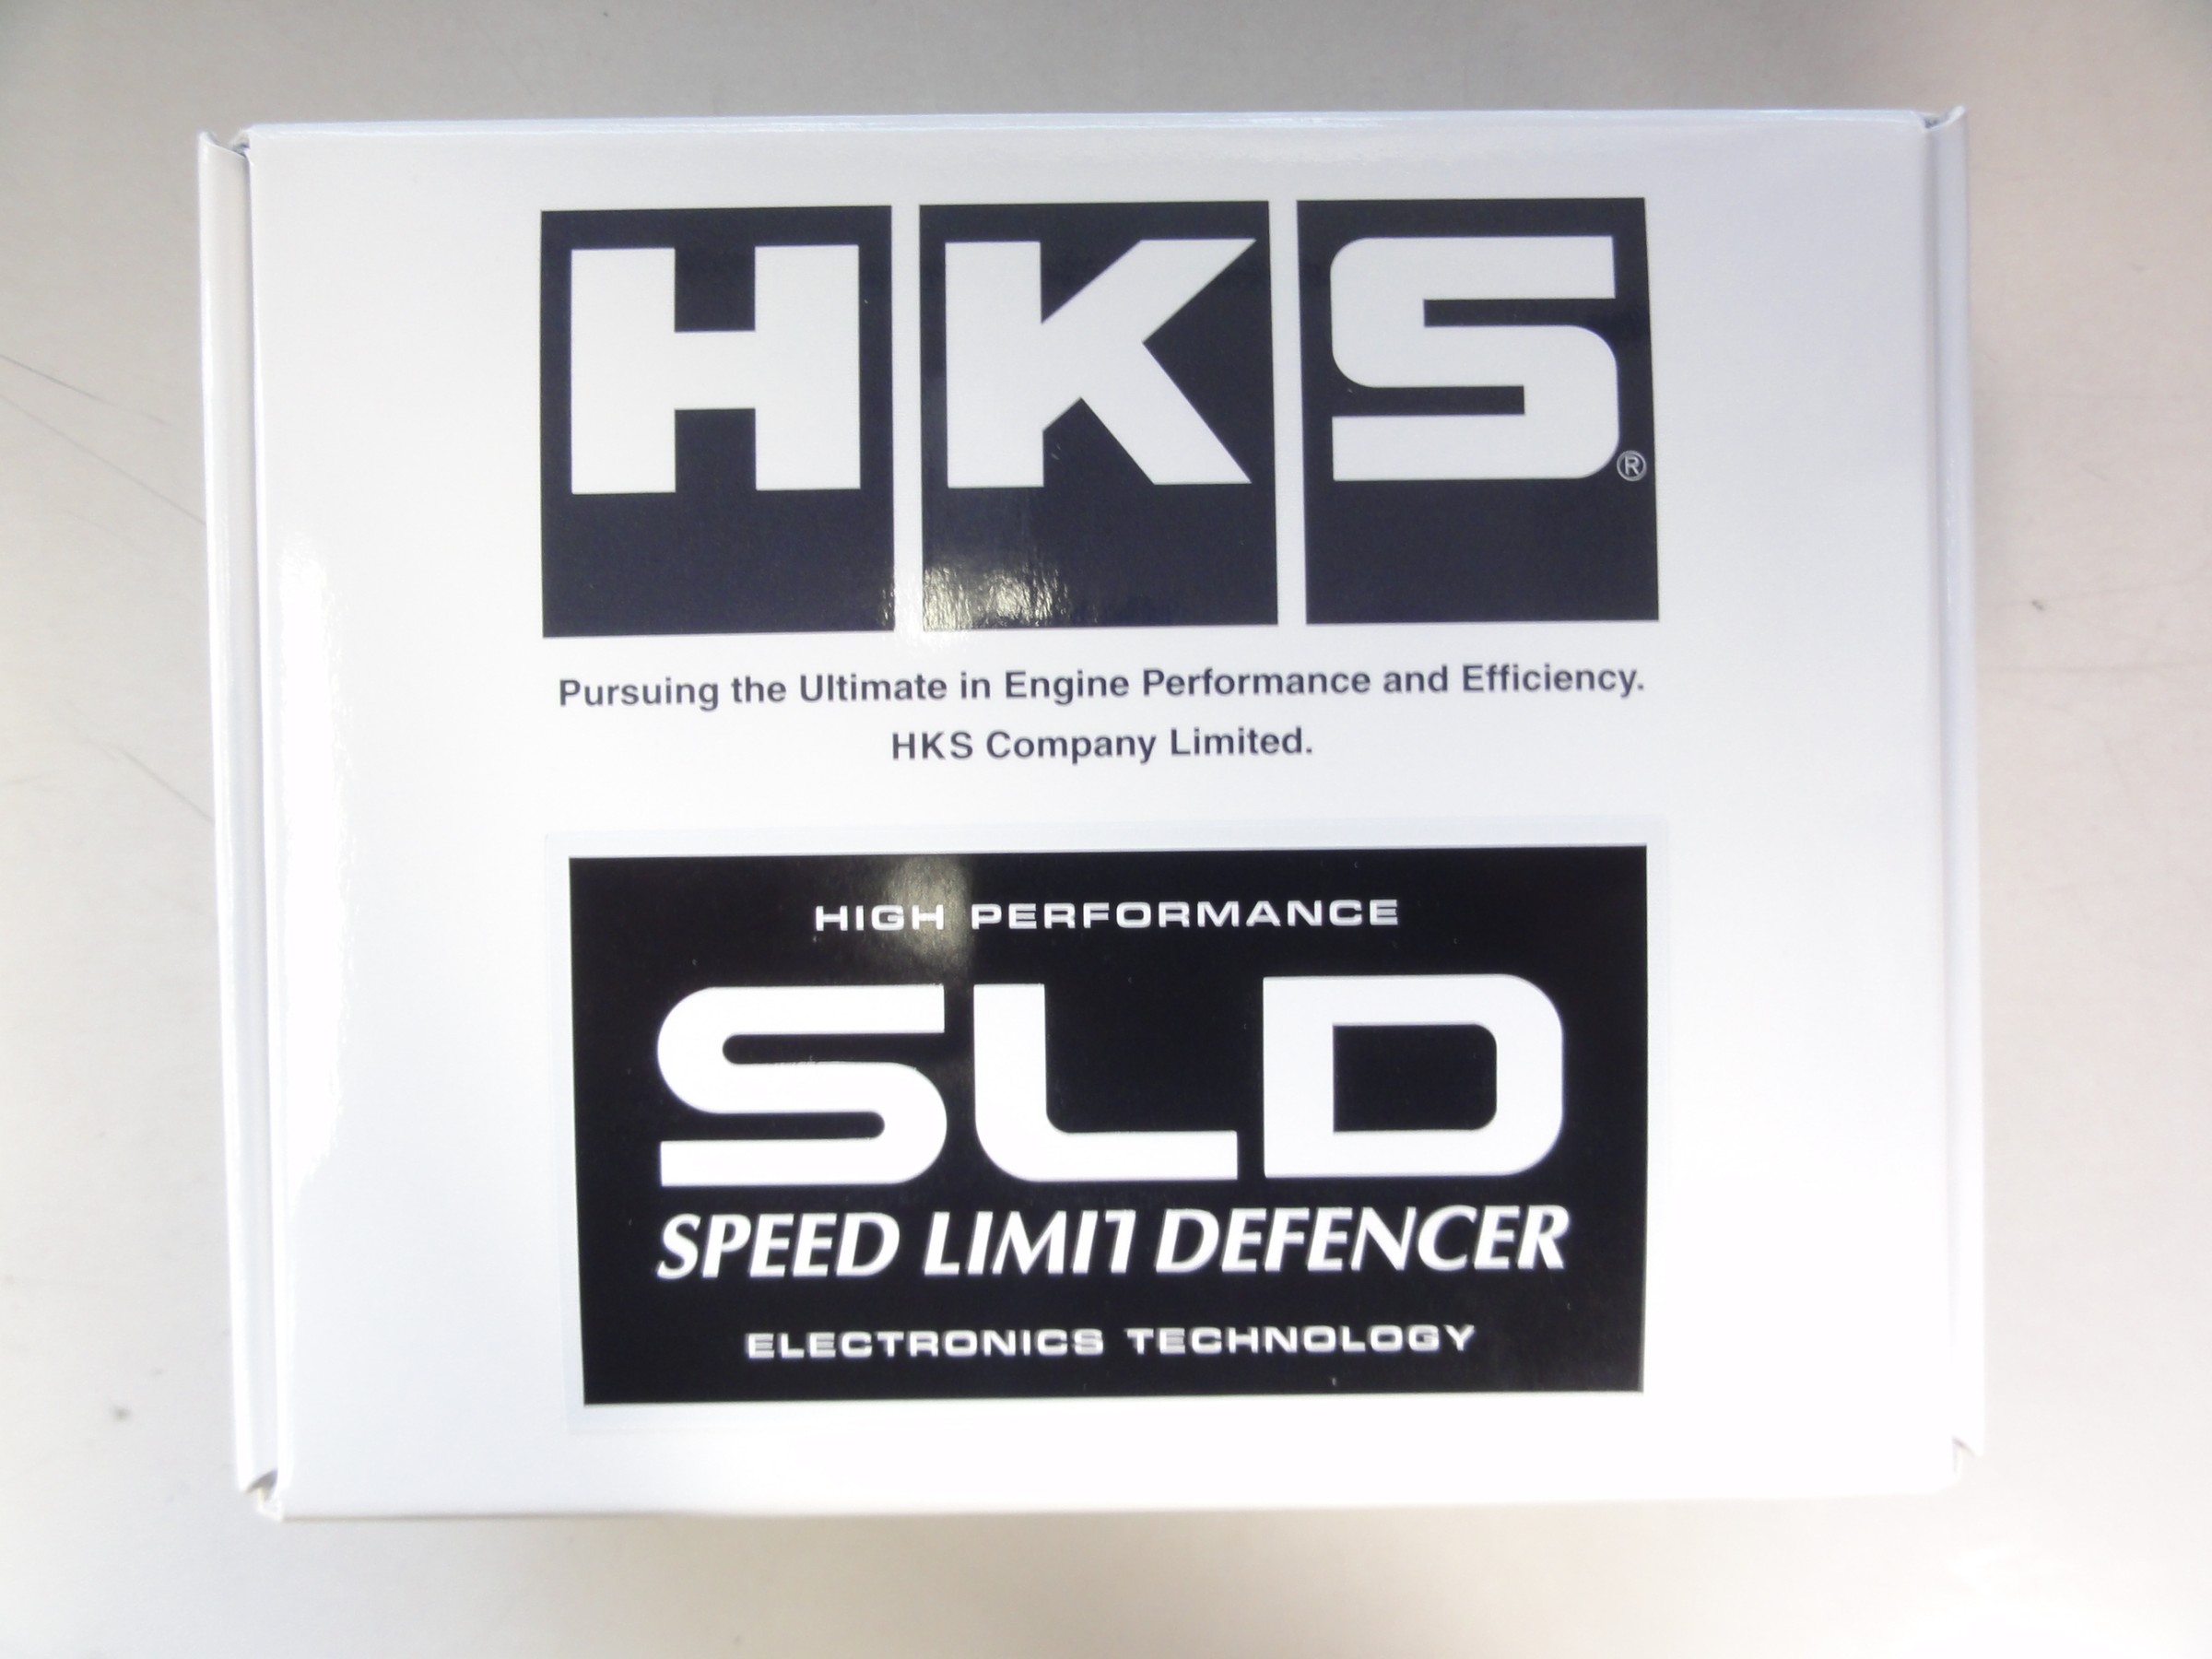 HKS®
Pursuing the Ultimate in Engine Performance and Efficiency.
HKS Company Limited.
HIGH PERFORMANCE
SLD
SPEED LIMIT DEFENCER
ELECTRONICS TECHNOLOGY